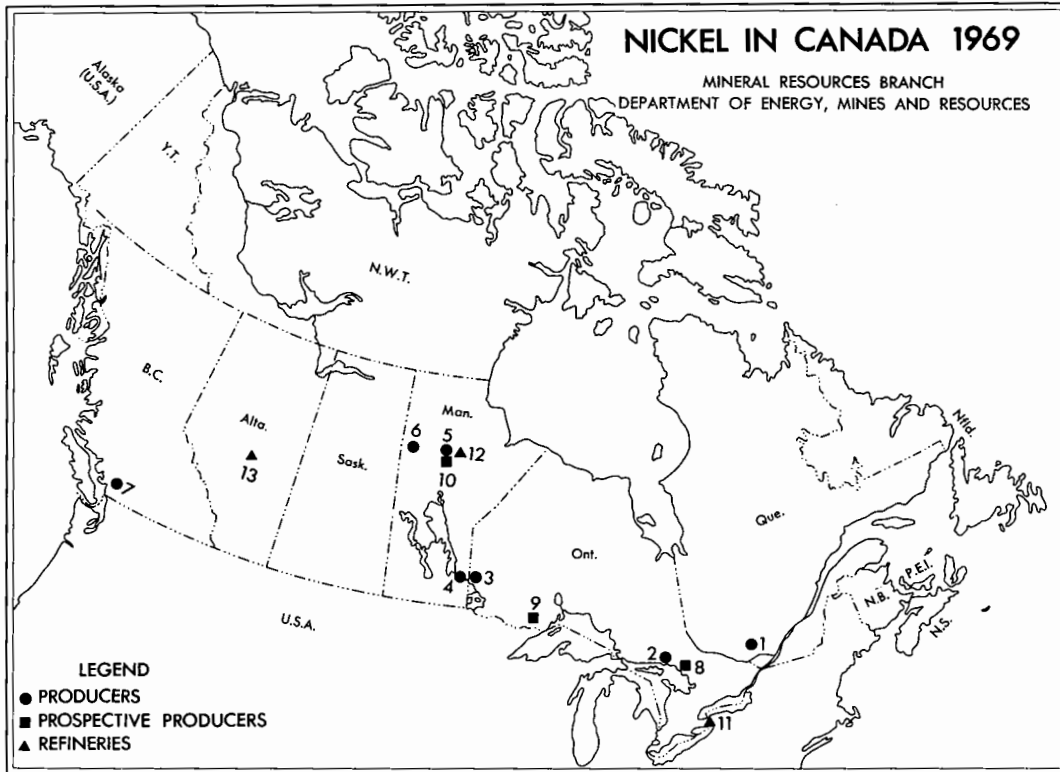 NICKEL IN CANADA 1969
MINERAL RESOURCES BRANCH
DEPARTMENT OF ENERGY, MINES AND RESOURCES
Alaska
(U.S.A.)
Y.T.
N.W.T.
B.C.
Alta.
Sask.
Man.
Ont.
Que.
Nfld.
P.E.I.
N.B.
N.S.
U.S.A.
6
5
12
10
13
7
4
3
9
2
8
1
11
LEGEND
PRODUCERS
PROSPECTIVE PRODUCERS
REFINERIES